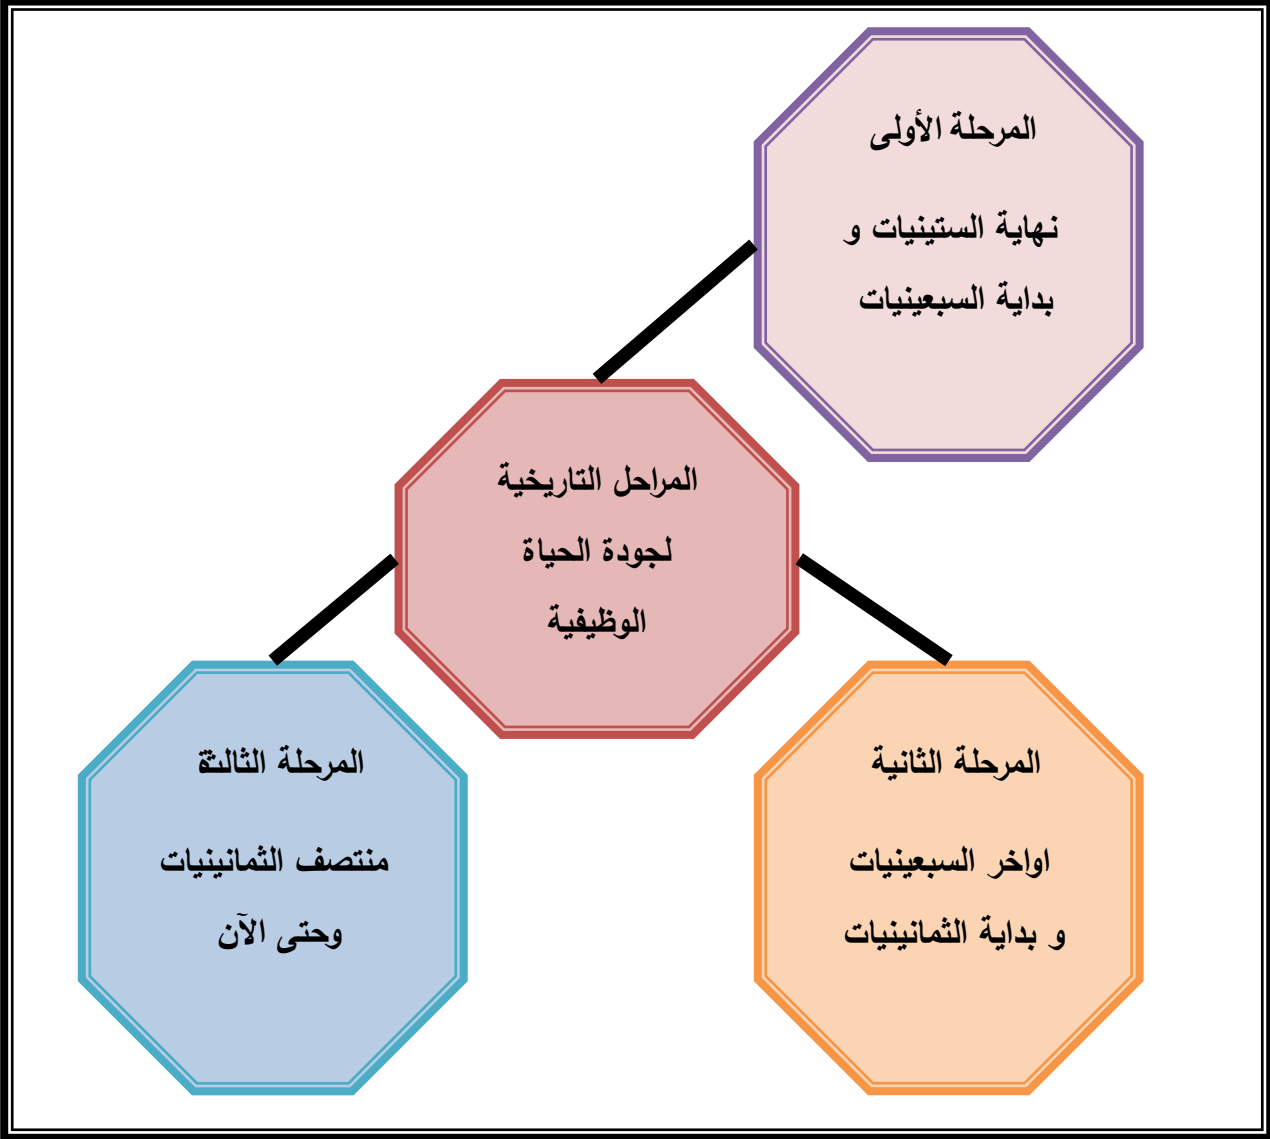 المرحلة الأولى
نهاية الستينيات و
بداية السبعينيات
المراحل التاريخية
لجودة الحياة
الوظيفية
المرحلة الثانية
اواخر السبعينيات
و بداية الثمانينيات
المرحلة الثالثة
منتصف الثمانينيات
وحتى الآن